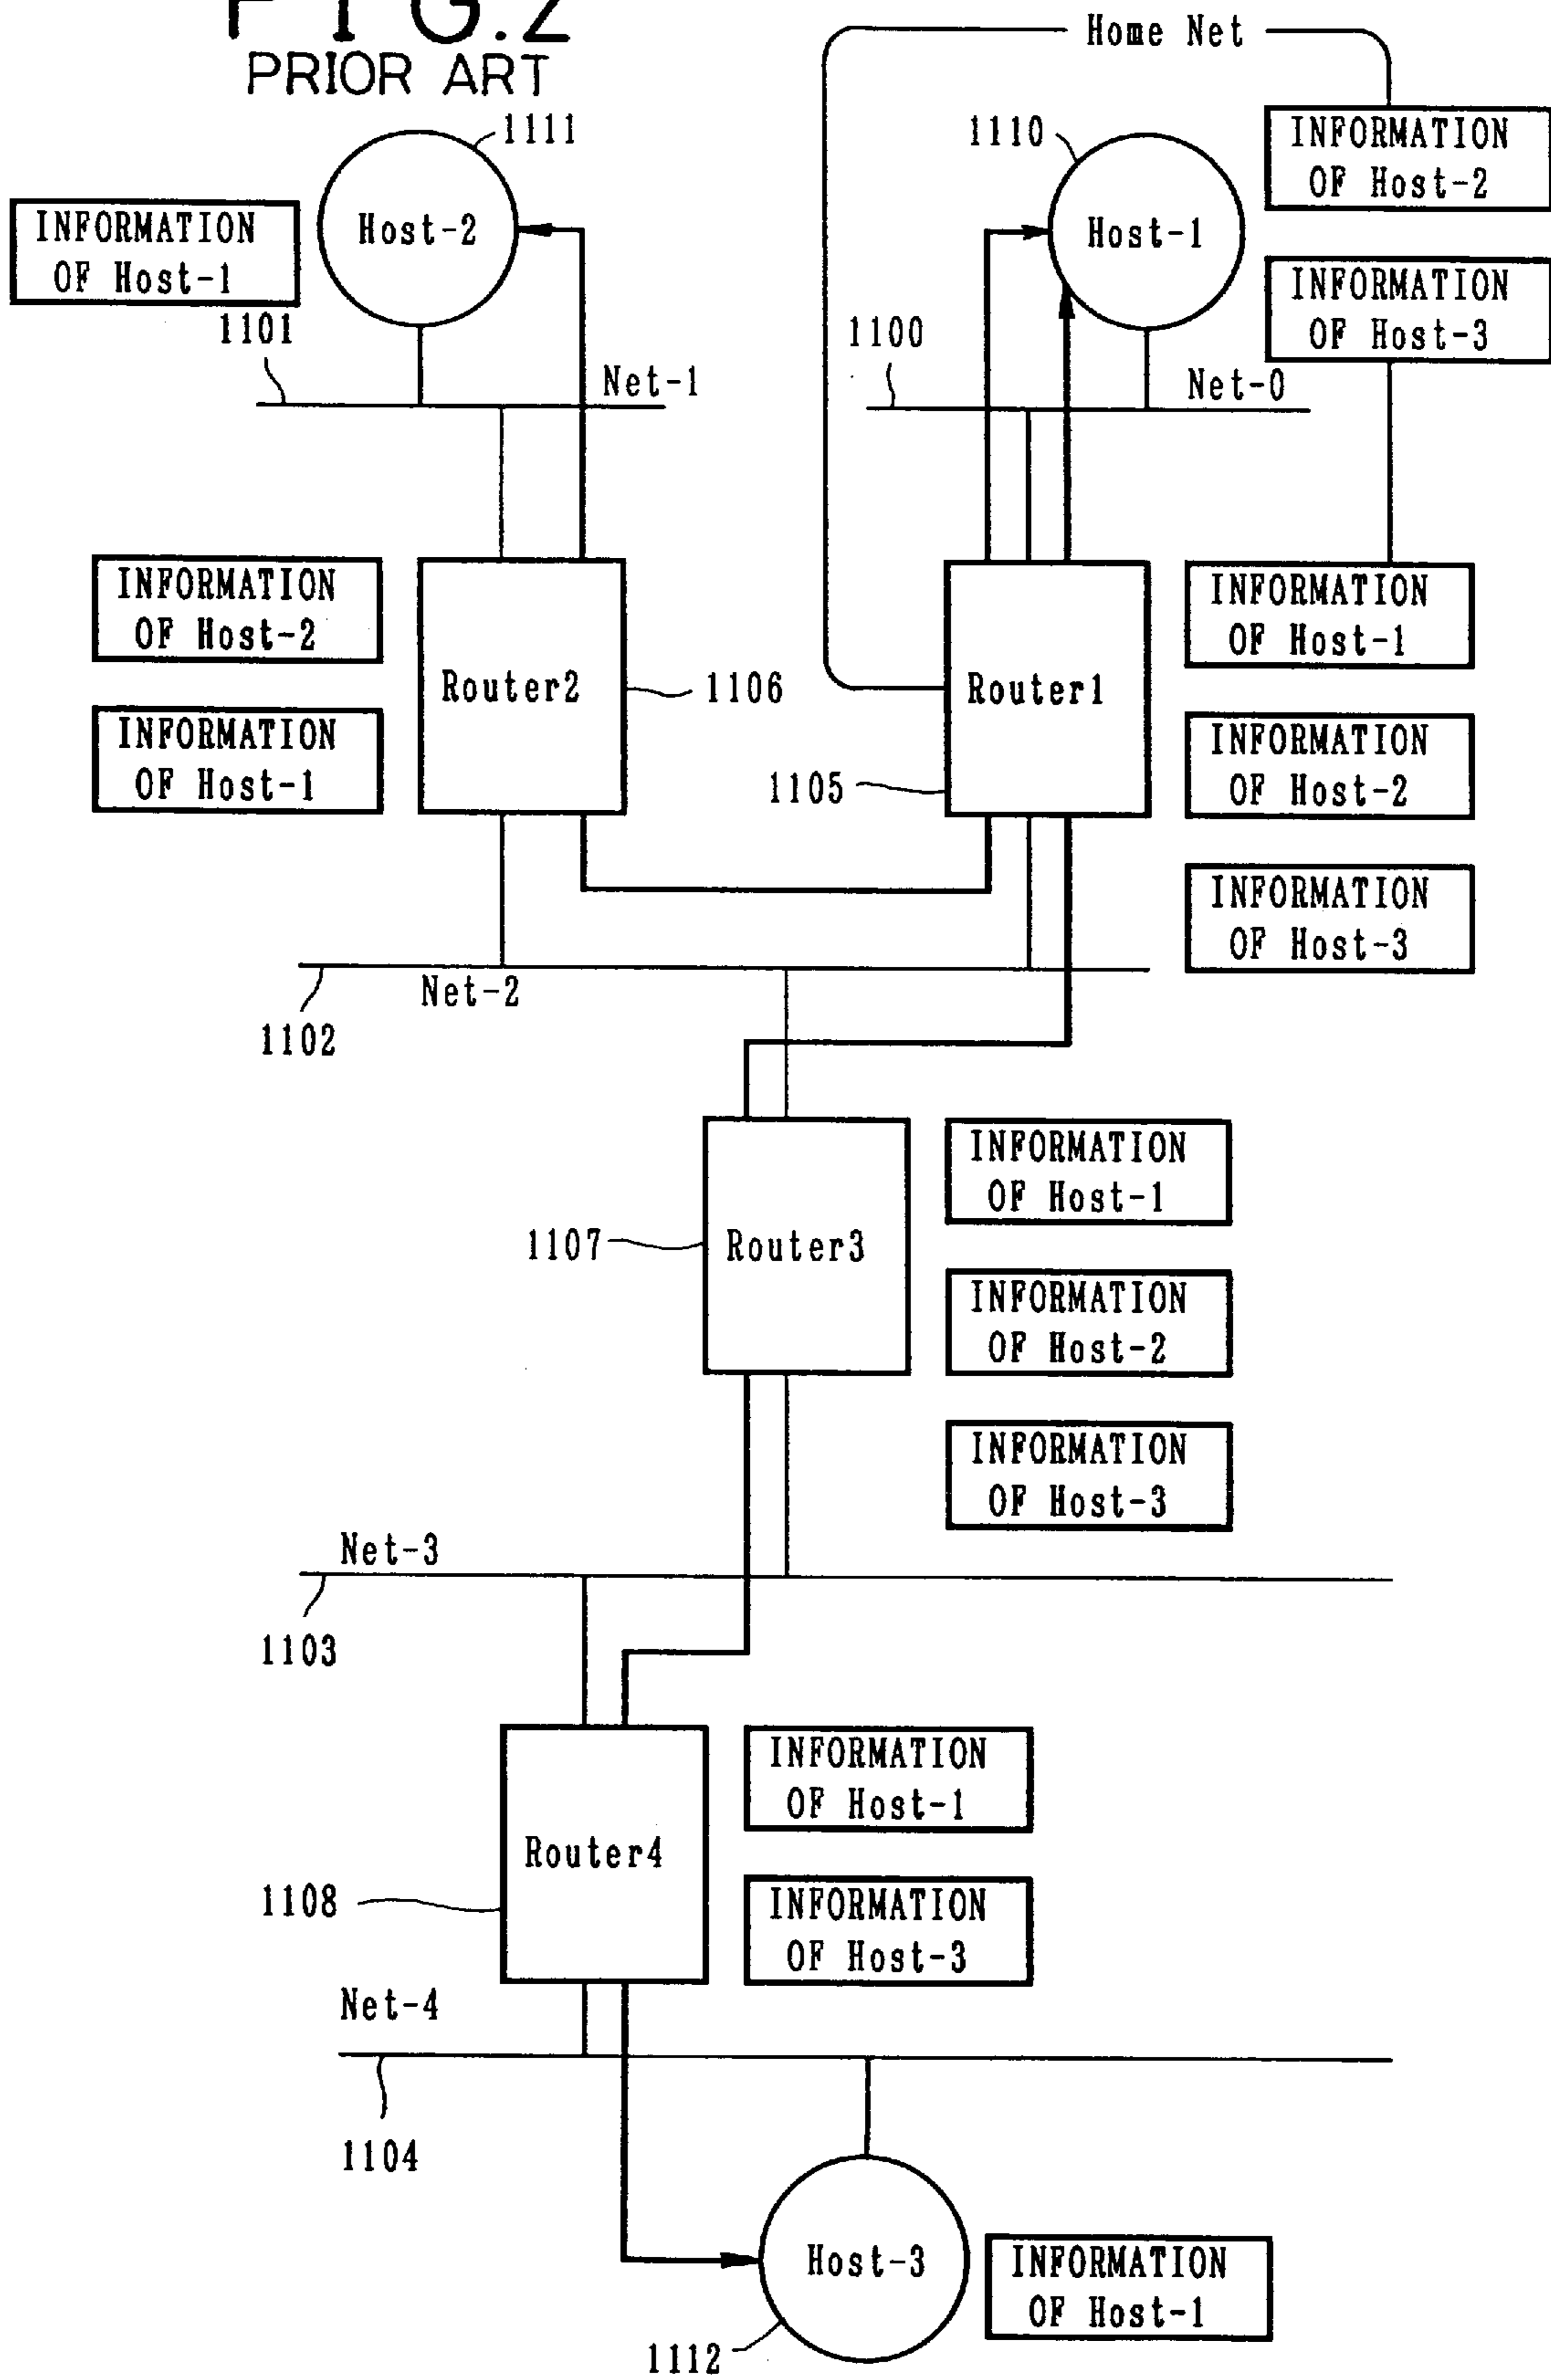 FIG.2
PRIOR ART
Home Net
1111
1110
INFORMATION
OF Host-2
INFORMATION
OF Host-1
Host-2
Host-1
INFORMATION
OF Host-3
1101
1100
Net-1
Net-0
INFORMATION
OF Host-2
INFORMATION
OF Host-1
Router2
1106
Router1
1105
INFORMATION
OF Host-1
INFORMATION
OF Host-2
INFORMATION
OF Host-3
Net-2
1102
1107
Router3
INFORMATION
OF Host-1
INFORMATION
OF Host-2
INFORMATION
OF Host-3
Net-3
1103
Router4
1108
INFORMATION
OF Host-1
INFORMATION
OF Host-3
Net-4
1104
Host-3
1112
INFORMATION
OF Host-1